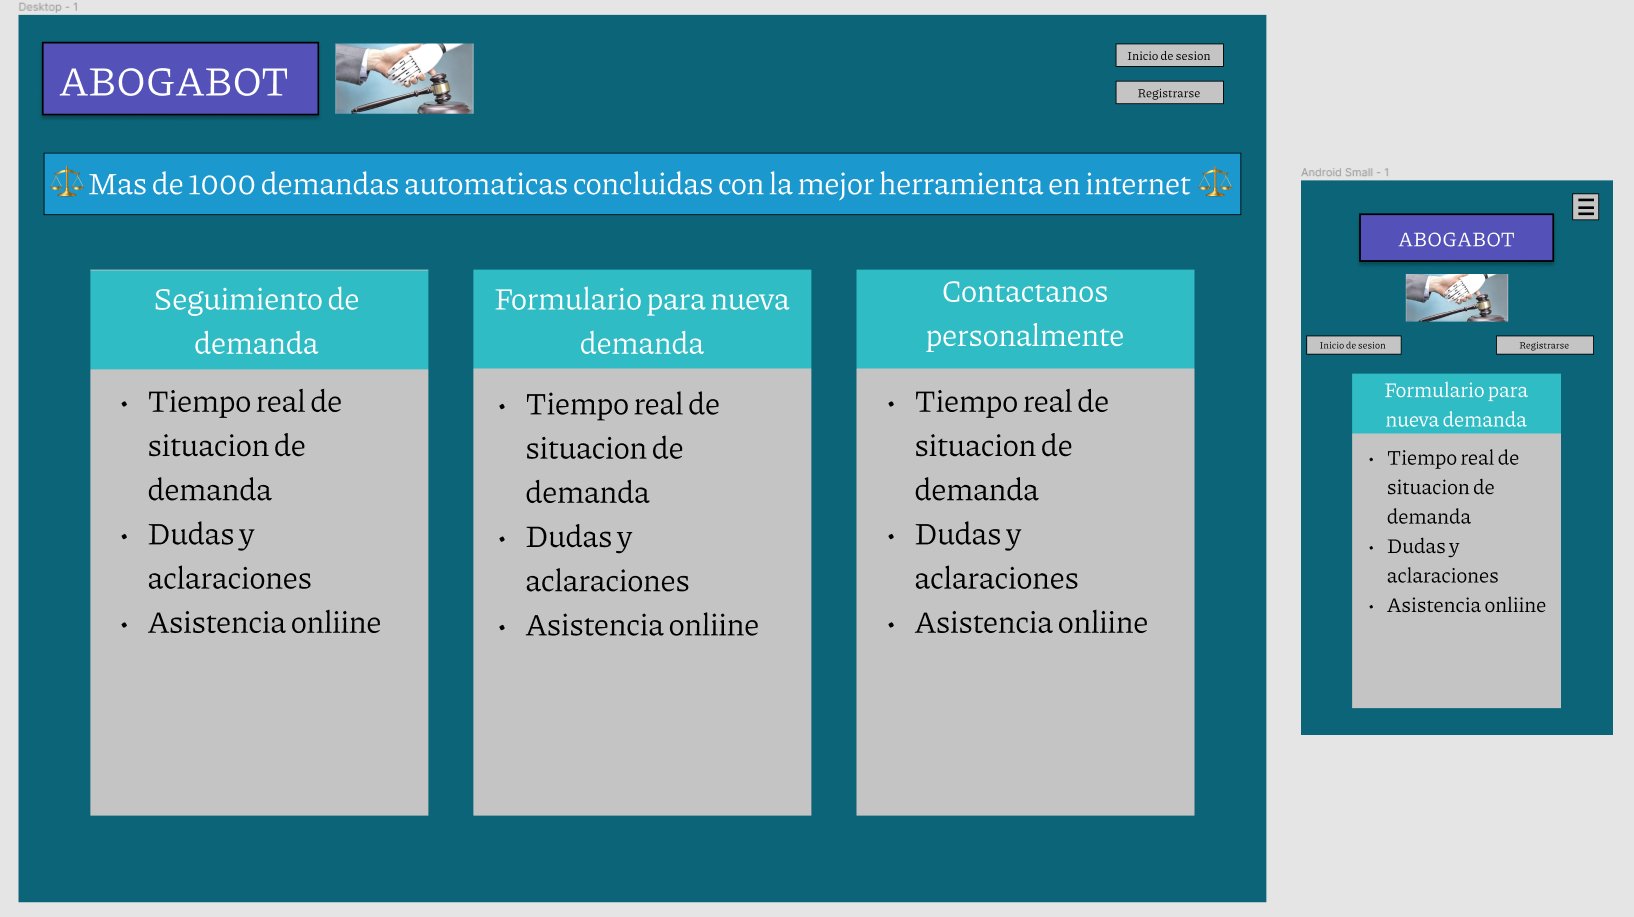 Desktop - 1
ABOGABOT
Inicio de sesion
Registrarse
Mas de 1000 demandas automaticas concluidas con la mejor herramienta en internet
Seguimiento de
demanda
• Tiempo real de
situacion de
demanda
• Dudas y
aclaraciones
• Asistencia onliine
Formulario para nueva
demanda
• Tiempo real de
situacion de
demanda
• Dudas y
aclaraciones
• Asistencia onliine
Contactanos
personalmente
• Tiempo real de
situacion de
demanda
• Dudas y
aclaraciones
• Asistencia onliine
Android Small - 1
ABOGABOT
Inicio de sesion
Registrarse
Formulario para
nueva demanda
• Tiempo real de
situacion de
demanda
• Dudas y
aclaraciones
• Asistencia onliine